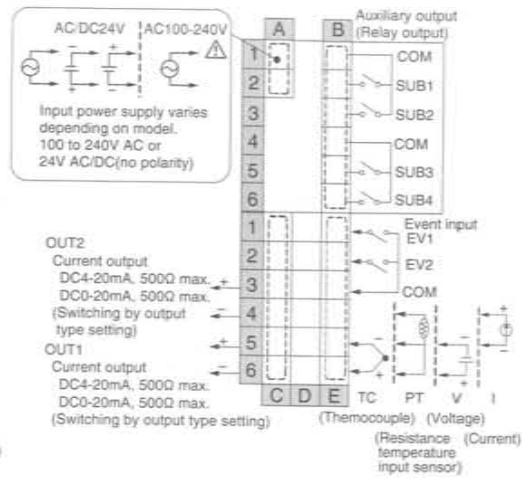 AC/DC24V
AC100-240V
Input power supply varies
depending on model.
100 to 240V AC or
24V AC/DC(no polarity)
A
B
Auxiliary output
(Relay output)
1
COM
2
SUB1
3
SUB2
4
COM
5
SUB3
6
SUB4
1
Event input
EV1
2
EV2
3
COM
4
5
6
OUT2
Current output
DC4-20mA, 500Ω max.
DC0-20mA, 500Ω max.
(Switching by output
type setting)
OUT1
Current output
DC4-20mA, 500Ω max.
DC0-20mA, 500Ω max.
(Switching by output type setting)
+
−
+
−
C D E
TC PT V I
(Themocouple) (Voltage)
(Resistance (Current)
temperature
input sensor)